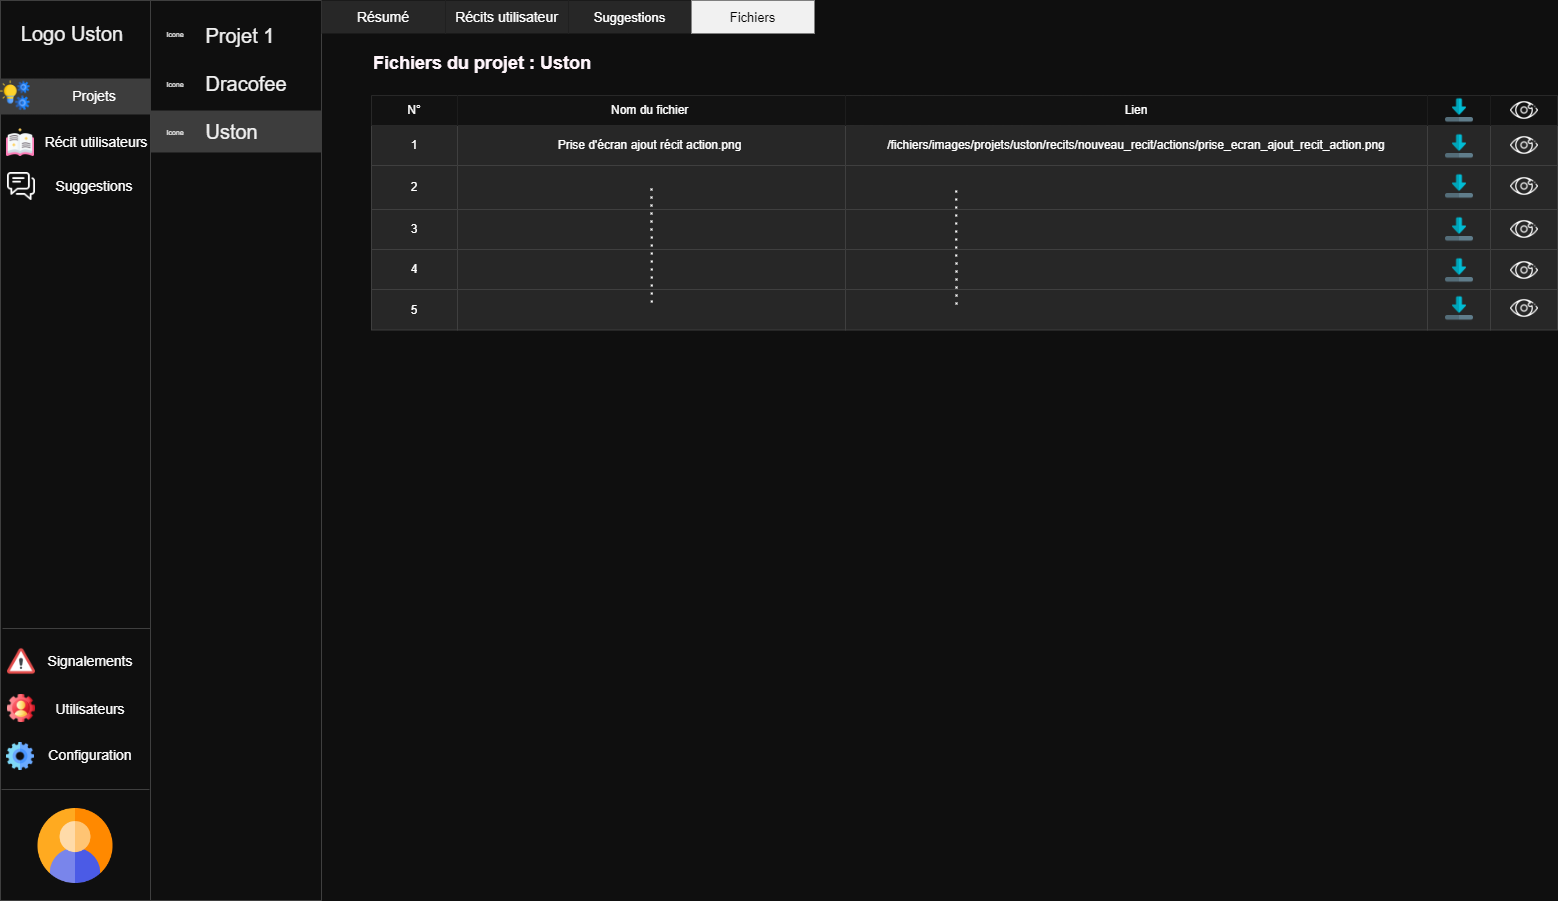 Logo Uston
Projets
Récit utilisateurs
Suggestions
Signalements
Utilisateurs
Configuration
Icone Projet 1
Icone Dracofee
Icone Uston
Résumé Récits utilisateur Suggestions Fichiers
Fichiers du projet : Uston
N° Nom du fichier Lien
1 Prise d'écran ajout récit action.png /fichiers/images/projets/uston/recits/nouveau_recit/actions/prise_ecran_ajout_recit_action.png
2
3
4
5